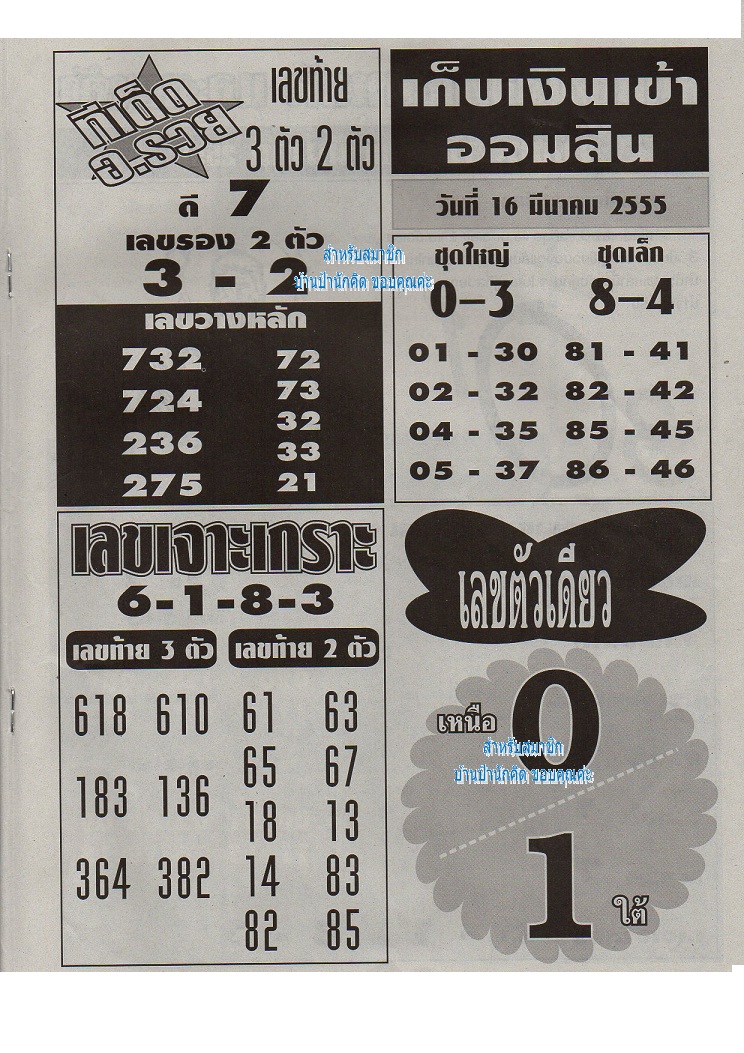 ทีเด็ด
อ.รวย
เลขท้าย
3 ตัว 2 ตัว
ดี 7
เลขรอง 2 ตัว
3 - 2
สำหรับสมาชิก
บ้านป้านักคิด ขอบคุณค่ะ
เลขวางหลัก
732 72
724 73
32
236 33
275 21
เก็บเงินเข้า
ออมสิน
วันที่ 16 มีนาคม 2555
ชุดใหญ่ ชุดเล็ก
0-3 8-4
01 - 30 81 - 41
02 - 32 82 - 42
04 - 35 85 - 45
05 - 37 86 - 46
เลขเจาะเกราะ
6-1-8-3
เลขท้าย 3 ตัว เลขท้าย 2 ตัว
618 610 61 63
65 67
183 136 18 13
364 382 14 83
82 85
เลขตัวเดียว
เหนือ 0
สำหรับสมาชิก
บ้านป้านักคิด ขอบคุณค่ะ
1 ใต้